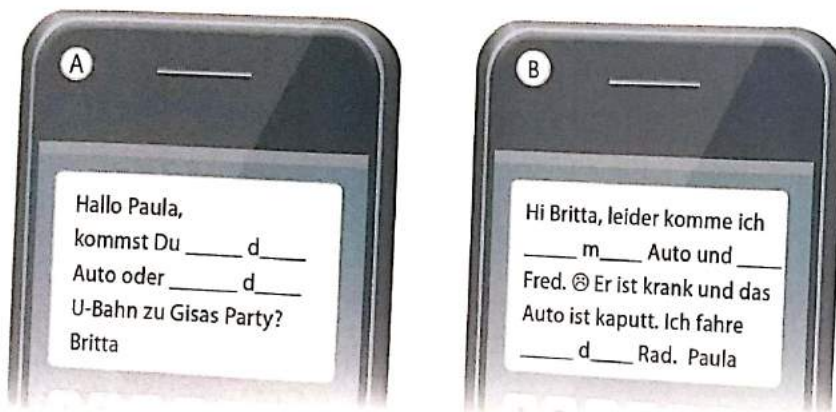 A
Hallo Paula,
kommst Du _____ d____
Auto oder ______ d____
U-Bahn zu Gisas Party?
Britta
B
Hi Britta, leider komme ich
_____ m____ Auto und ____
Fred. ☹ Er ist krank und das
Auto ist kaputt. Ich fahre
_____ d____ Rad. Paula